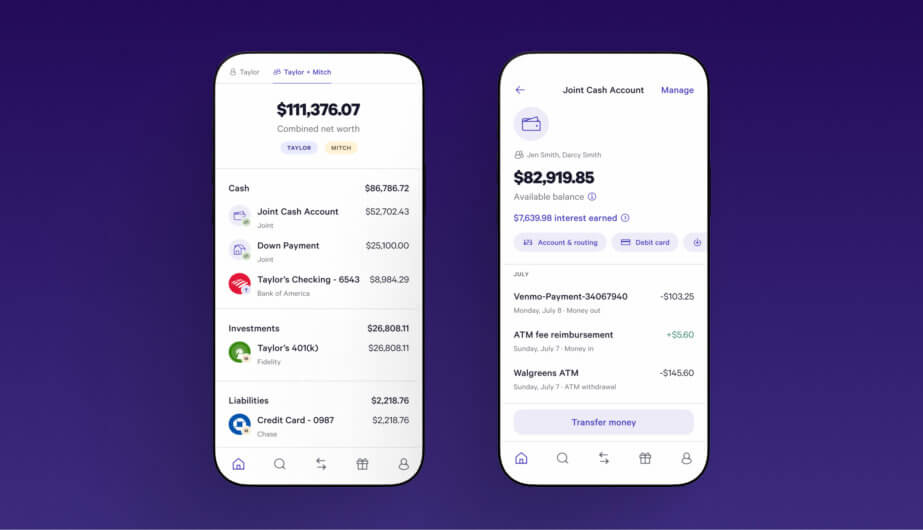 Taylor
Taylor + Mitch
$111,376.07
Combined net worth
TAYLOR
MITCH
Cash $86,786.72
Joint Cash Account $52,702.43
Joint
Down Payment $25,100.00
Joint
Taylor's Checking - 6543 $8,984.29
Bank of America
Investments $26,808.11
Taylor's 401(k) $26,808.11
Fidelity
Liabilities $2,218.76
Credit Card - 0987 $2,218.76
Chase
Joint Cash Account Manage
Jen Smith, Darcy Smith
$82,919.85
Available balance
$7,639.98 interest earned
Account & routing
Debit card
JULY
Venmo-Payment-34067940 -$103.25
Monday, July 8 · Money out
ATM fee reimbursement +$5.60
Sunday, July 7 · Money in
Walgreens ATM -$145.60
Sunday, July 7 · ATM withdrawal
Transfer money